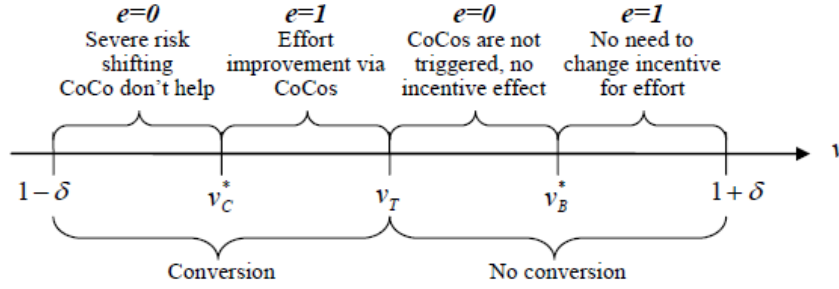 e=0 e=1 e=0 e=1
Severe risk Effort CoCos are not No need to
shifting improvement via triggered, no change incentive
CoCo don't help CoCos incentive effect for effort
v
1−δ v*C vT v*B 1+δ
Conversion No conversion